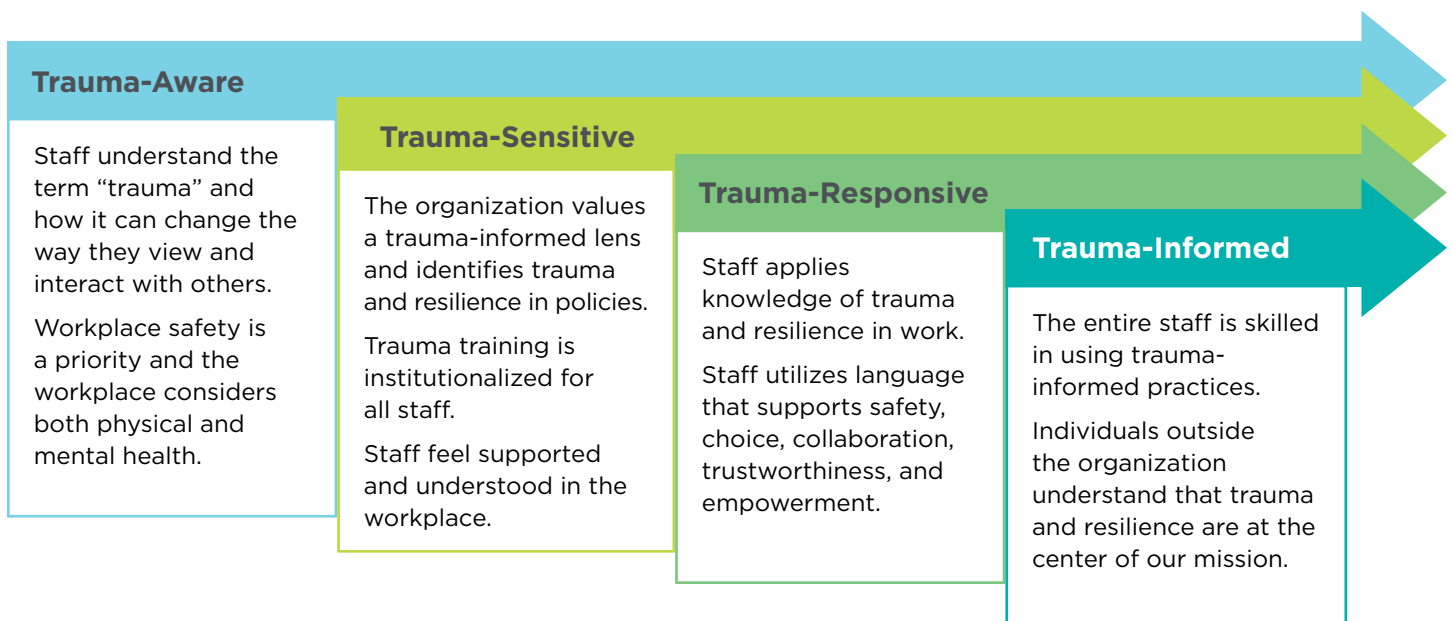 Trauma-Aware
Staff understand the
term “trauma” and
how it can change the
way they view and
interact with others.
Workplace safety is
a priority and the
workplace considers
both physical and
mental health.
Trauma-Sensitive
The organization values
a trauma-informed lens
and identifies trauma
and resilience in policies.
Trauma training is
institutionalized for
all staff.
Staff feel supported
and understood in the
workplace.
Trauma-Responsive
Staff applies
knowledge of trauma
and resilience in work.
Staff utilizes language
that supports safety,
choice, collaboration,
trustworthiness, and
empowerment.
Trauma-Informed
The entire staff is skilled
in using trauma-
informed practices.
Individuals outside
the organization
understand that trauma
and resilience are at the
center of our mission.